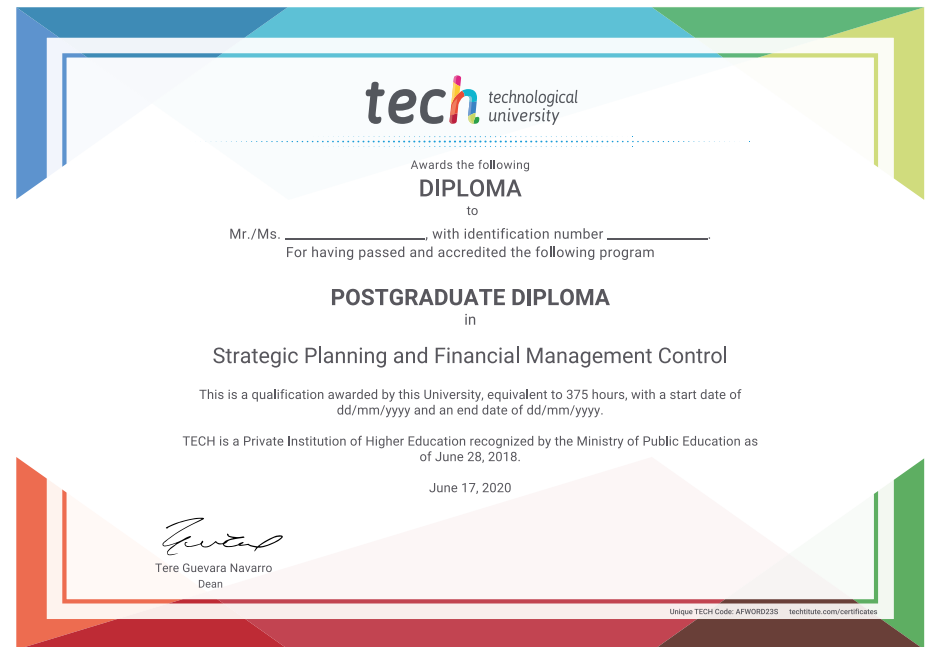 tech technological
university
Awards the following
DIPLOMA
to
Mr./Ms. ____________________, with identification number ______________.
For having passed and accredited the following program
POSTGRADUATE DIPLOMA
in
Strategic Planning and Financial Management Control
This is a qualification awarded by this University, equivalent to 375 hours, with a start date of
dd/mm/yyyy and an end date of dd/mm/yyyy.
TECH is a Private Institution of Higher Education recognized by the Ministry of Public Education as
of June 28, 2018.
June 17, 2020
Tere Guevara Navarro
Dean
Unique TECH Code: AFWORD23S techtitute.com/certificates